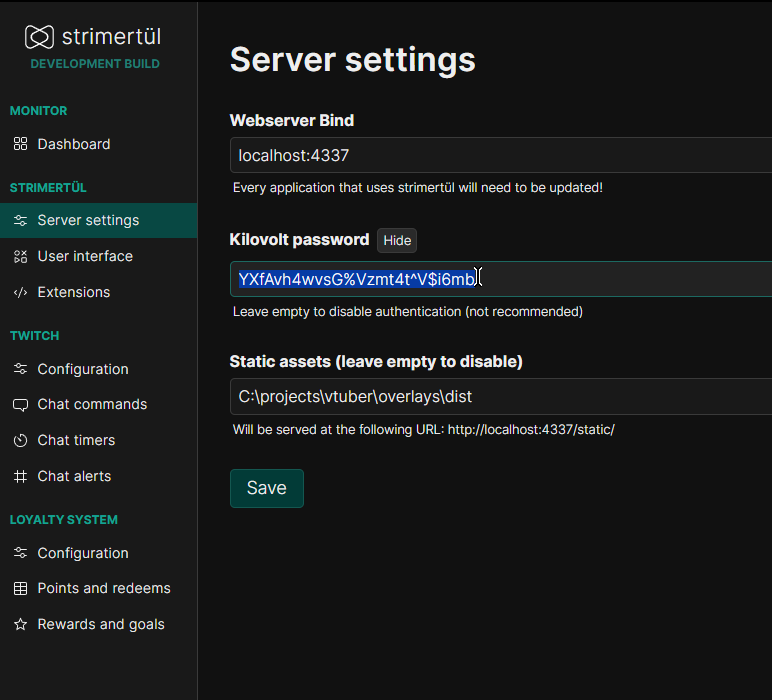 strimertül
DEVELOPMENT BUILD
MONITOR
Dashboard
STRIMERTÜL
Server settings
User interface
Extensions
TWITCH
Configuration
Chat commands
Chat timers
Chat alerts
LOYALTY SYSTEM
Configuration
Points and redeems
Rewards and goals
Server settings
Webserver Bind
localhost:4337
Every application that uses strimertül will need to be updated!
Kilovolt password Hide
YXfAvh4wvsG%Vzmt4t^V$i6mb
Leave empty to disable authentication (not recommended)
Static assets (leave empty to disable)
C:\projects\vtuber\overlays\dist
Will be served at the following URL: http://localhost:4337/static/
Save